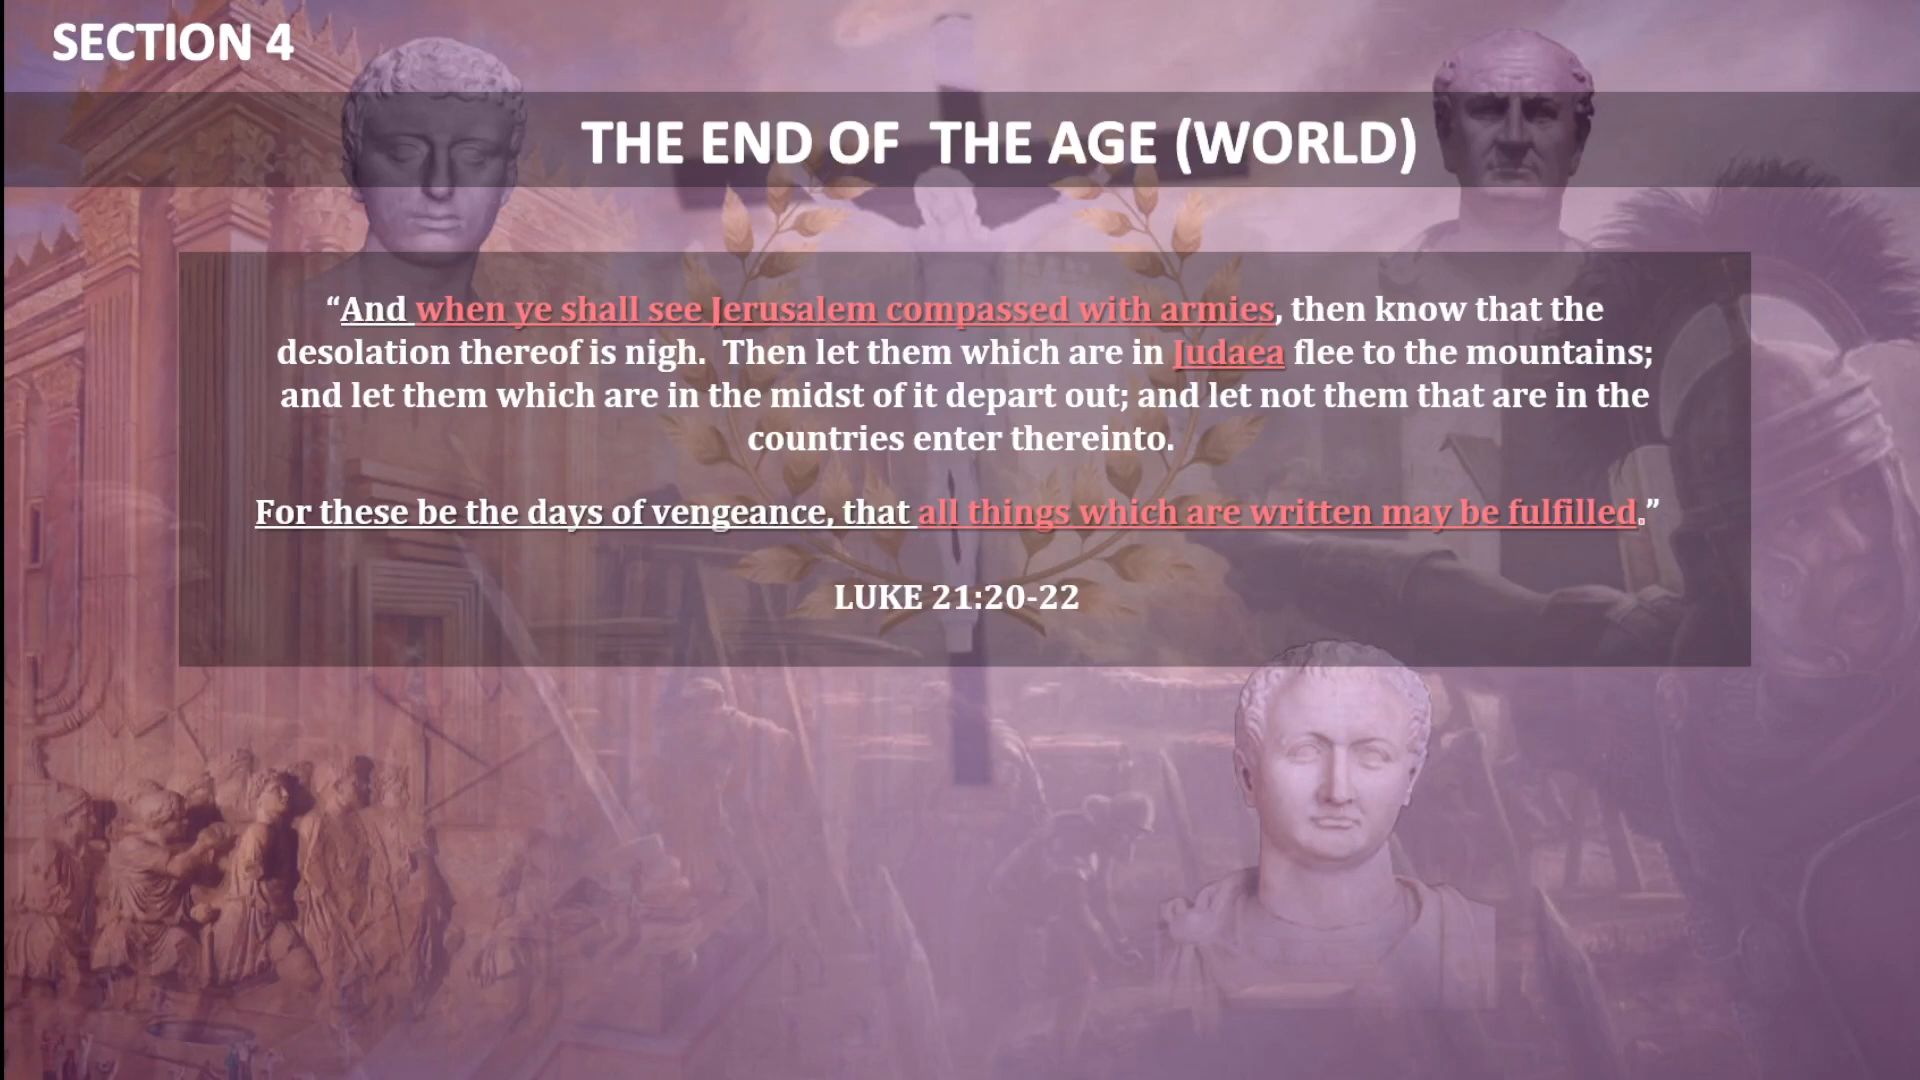 SECTION 4
THE END OF  THE AGE (WORLD)
“And when ye shall see Jerusalem compassed with armies, then know that the
desolation thereof is nigh.  Then let them which are in Judaea flee to the mountains;
and let them which are in the midst of it depart out; and let not them that are in the
countries enter thereinto.
For these be the days of vengeance, that all things which are written may be fulfilled.”
LUKE 21:20-22